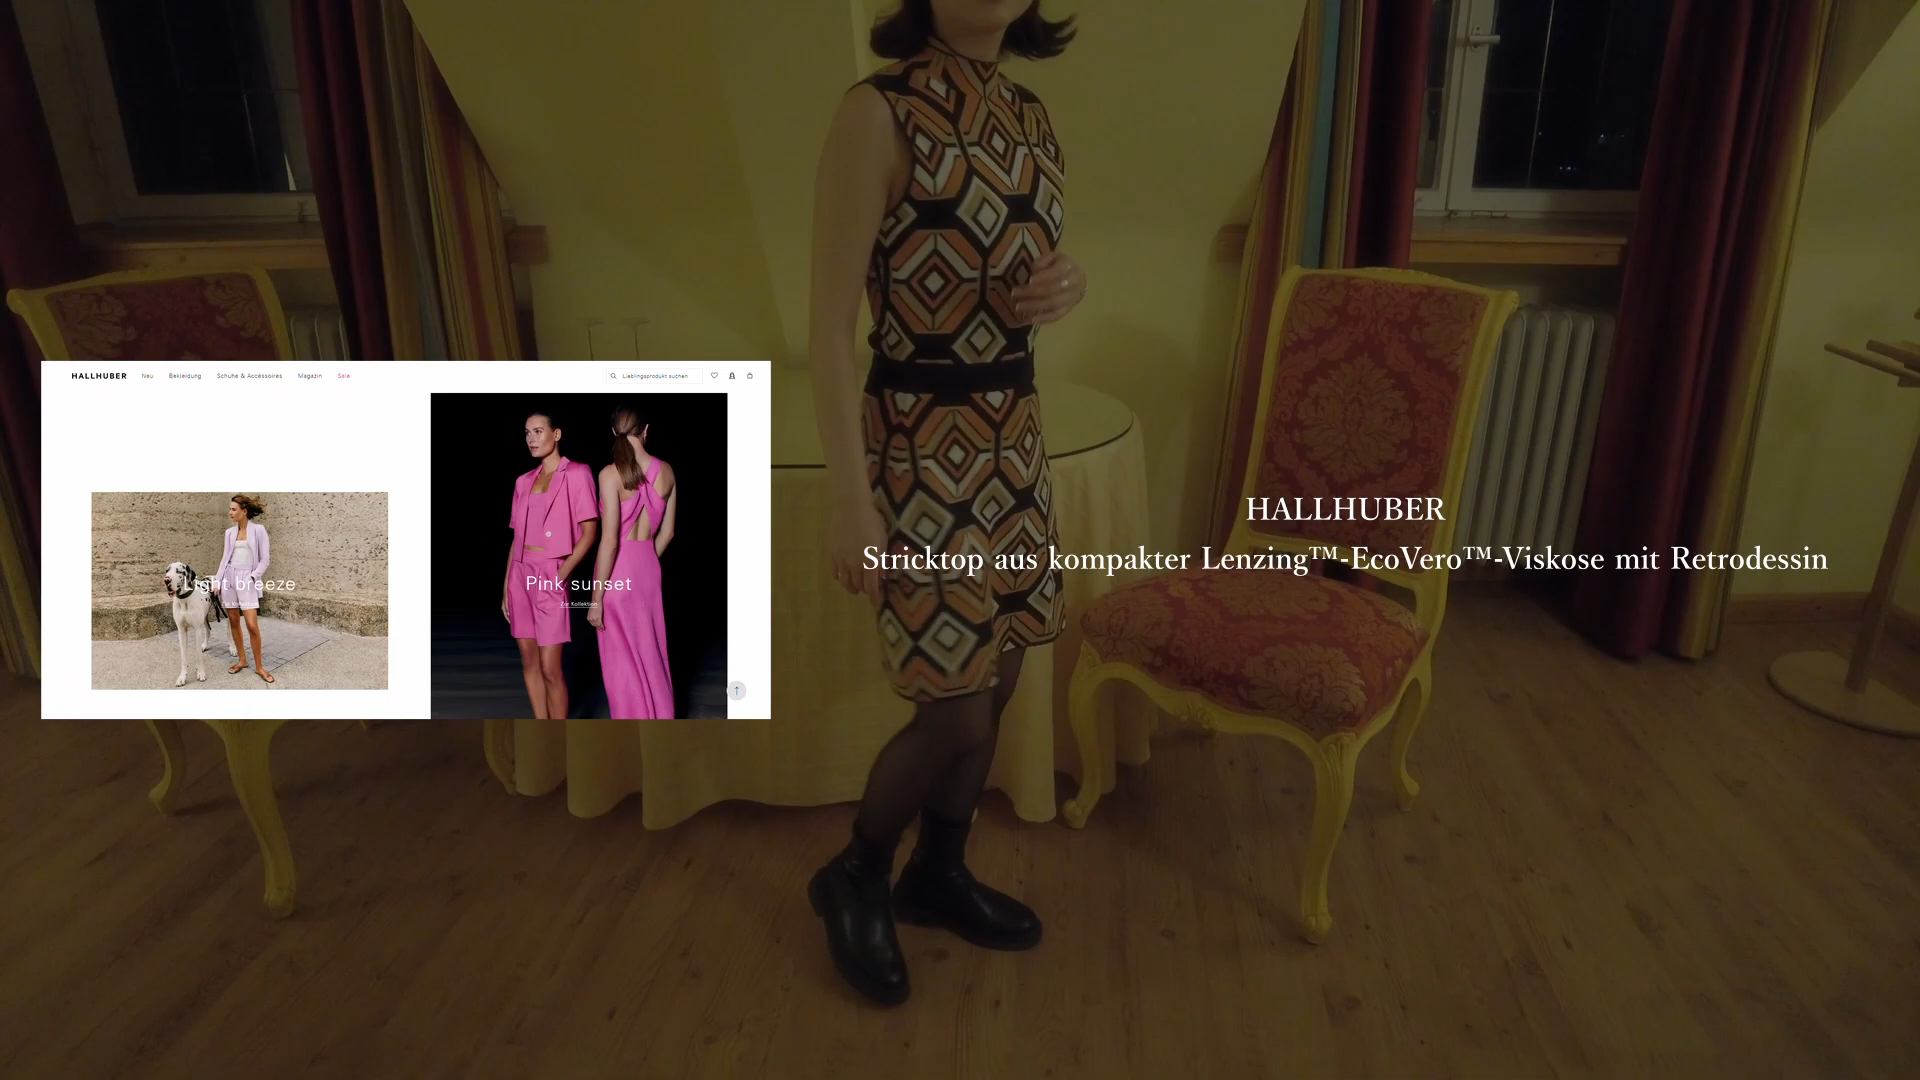 HALLHUBER Neu Bekleidung Schuhe & Accessoires Magazin Sale Lieblingsprodukt suchen
Light breeze
Pink sunset
Zur Kollektion
HALLHUBER
Stricktop aus kompakter Lenzing™-EcoVero™-Viskose mit Retrodessin